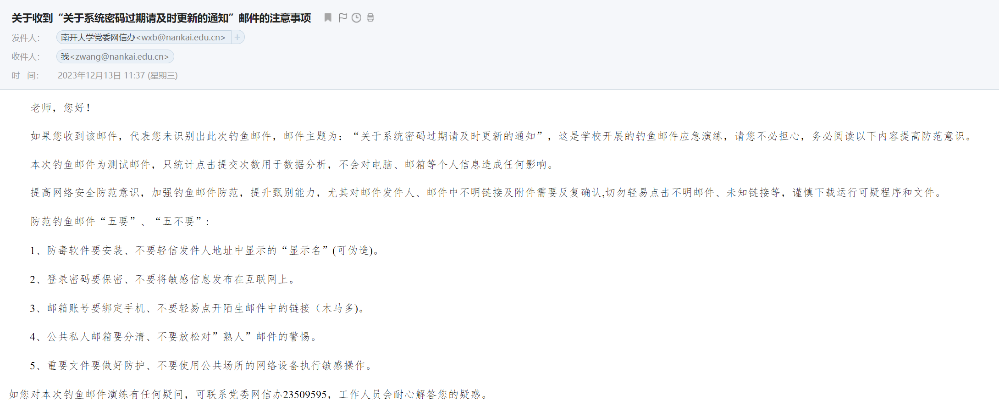 关于收到“关于系统密码过期请及时更新的通知”邮件的注意事项
发件人： 南开大学党委网信办<wxb@nankai.edu.cn> +
收件人： 我<zwang@nankai.edu.cn>
时 间： 2023年12月13日 11:37 (星期三)
老师，您好！
如果您收到该邮件，代表您未识别出此次钓鱼邮件，邮件主题为：“关于系统密码过期请及时更新的通知”，这是学校开展的钓鱼邮件应急演练，请您不必担心，务必阅读以下内容提高防范意识。
本次钓鱼邮件为测试邮件，只统计点击提交次数用于数据分析，不会对电脑、邮箱等个人信息造成任何影响。
提高网络安全防范意识，加强钓鱼邮件防范，提升甄别能力，尤其对邮件发件人、邮件中不明链接及附件需要反复确认,切勿轻易点击不明邮件、未知链接等，谨慎下载运行可疑程序和文件。
防范钓鱼邮件“五要”、“五不要”:
1、防毒软件要安装、不要轻信发件人地址中显示的“显示名”(可伪造)。
2、登录密码要保密、不要将敏感信息发布在互联网上。
3、邮箱账号要绑定手机、不要轻易点开陌生邮件中的链接（木马多)。
4、公共私人邮箱要分清、不要放松对”熟人”邮件的警惕。
5、重要文件要做好防护、不要使用公共场所的网络设备执行敏感操作。
如您对本次钓鱼邮件演练有任何疑问，可联系党委网信办23509595，工作人员会耐心解答您的疑惑。